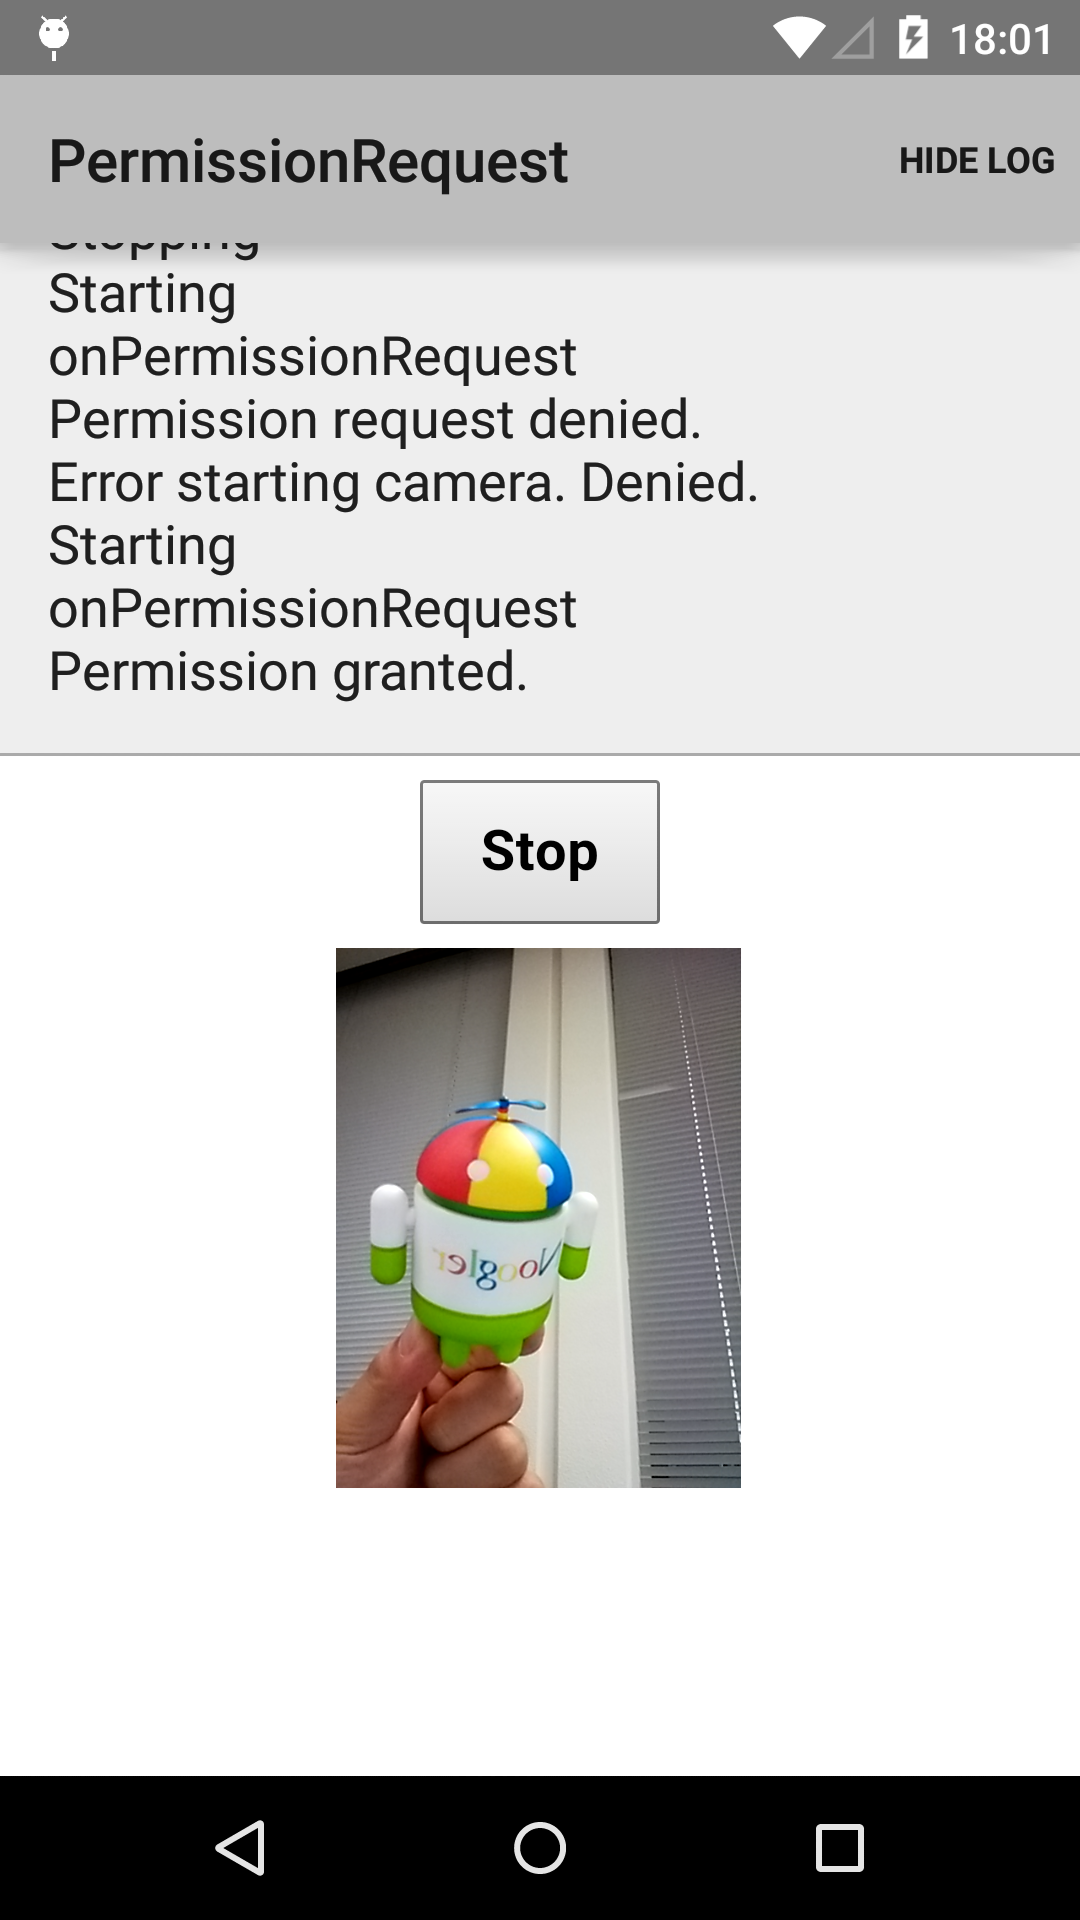 18:01
PermissionRequest
HIDE LOG
Stopping
Starting
onPermissionRequest
Permission request denied.
Error starting camera. Denied.
Starting
onPermissionRequest
Permission granted.
Stop
Noogler